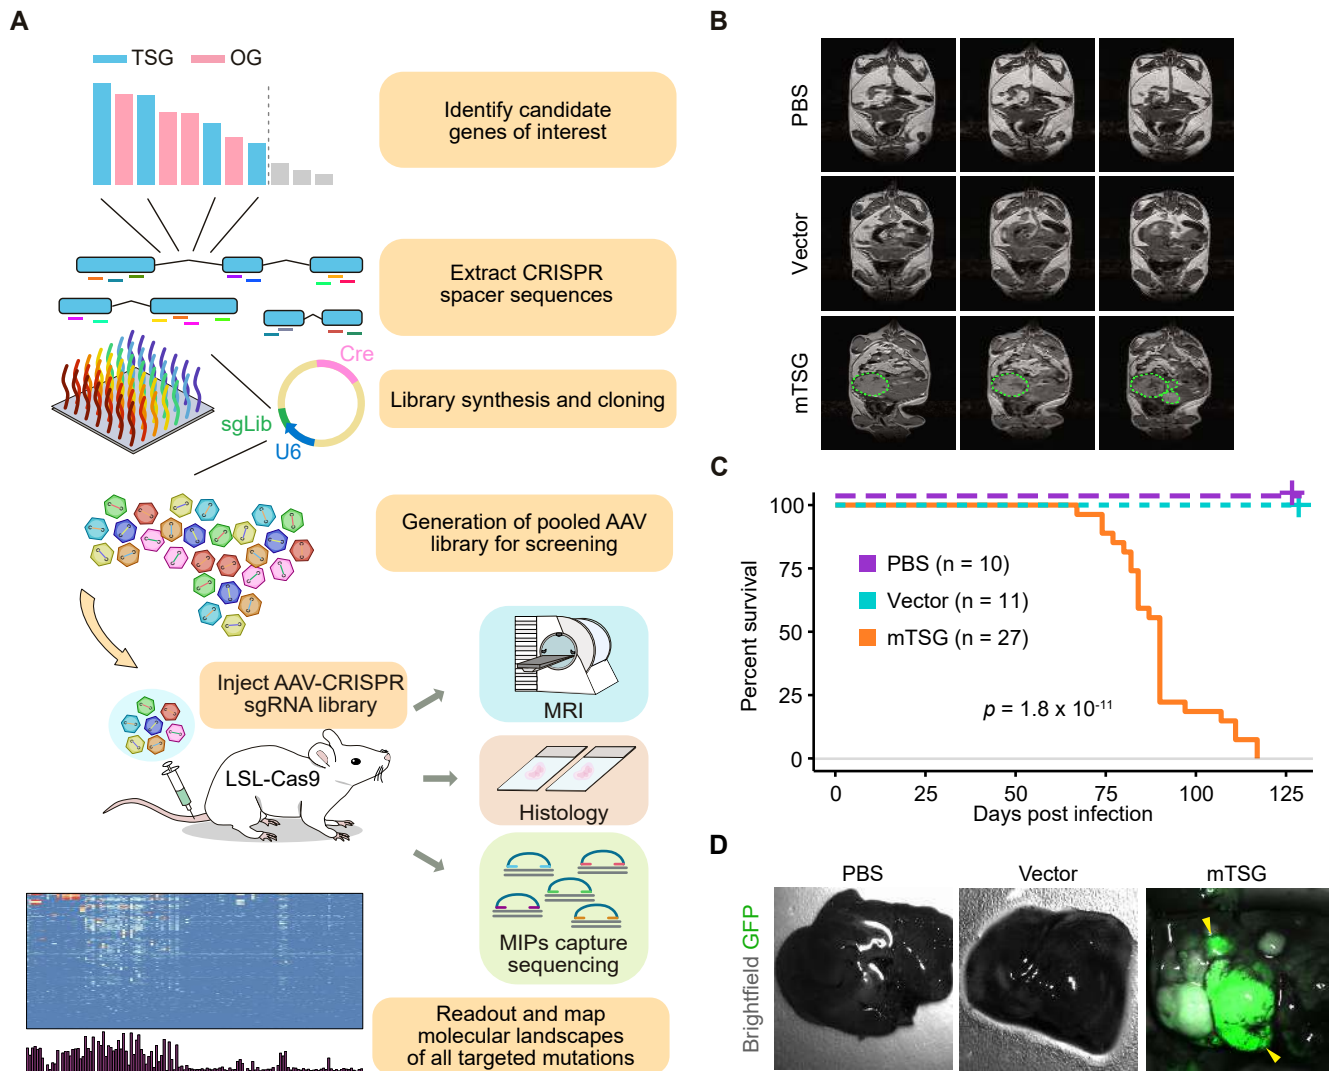 A
TSG
OG
Identify candidate
genes of interest
Extract CRISPR
spacer sequences
Cre
sgLib
U6
Library synthesis and cloning
Generation of pooled AAV
library for screening
Inject AAV-CRISPR
sgRNA library
LSL-Cas9
MRI
Histology
MIPs capture
sequencing
Readout and map
molecular landscapes
of all targeted mutations
B
PBS
Vector
mTSG
C
Percent survival
100
75
50
25
0
PBS (n = 10)
Vector (n = 11)
mTSG (n = 27)
p = 1.8 x 10-11
0
25
50
75
100
125
Days post infection
D
PBS
Vector
mTSG
Brightfield GFP